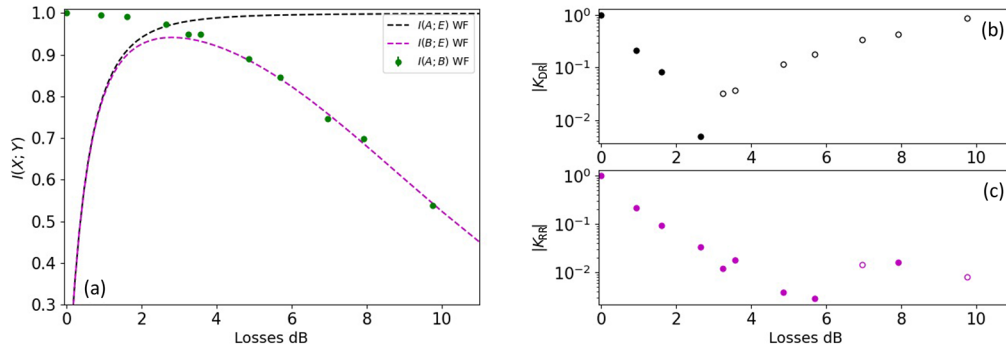 1.0
0.9
0.8
0.7
0.6
0.5
0.4
0.3
I(X; Y)
0 2 4 6 8 10
Losses dB
(a)
I(A; E) WF
I(B; E) WF
I(A; B) WF
10⁰
10⁻¹
10⁻²
|K_DR|
(b)
0 2 4 6 8 10
10⁰
10⁻¹
10⁻²
|K_RR|
(c)
0 2 4 6 8 10
Losses dB